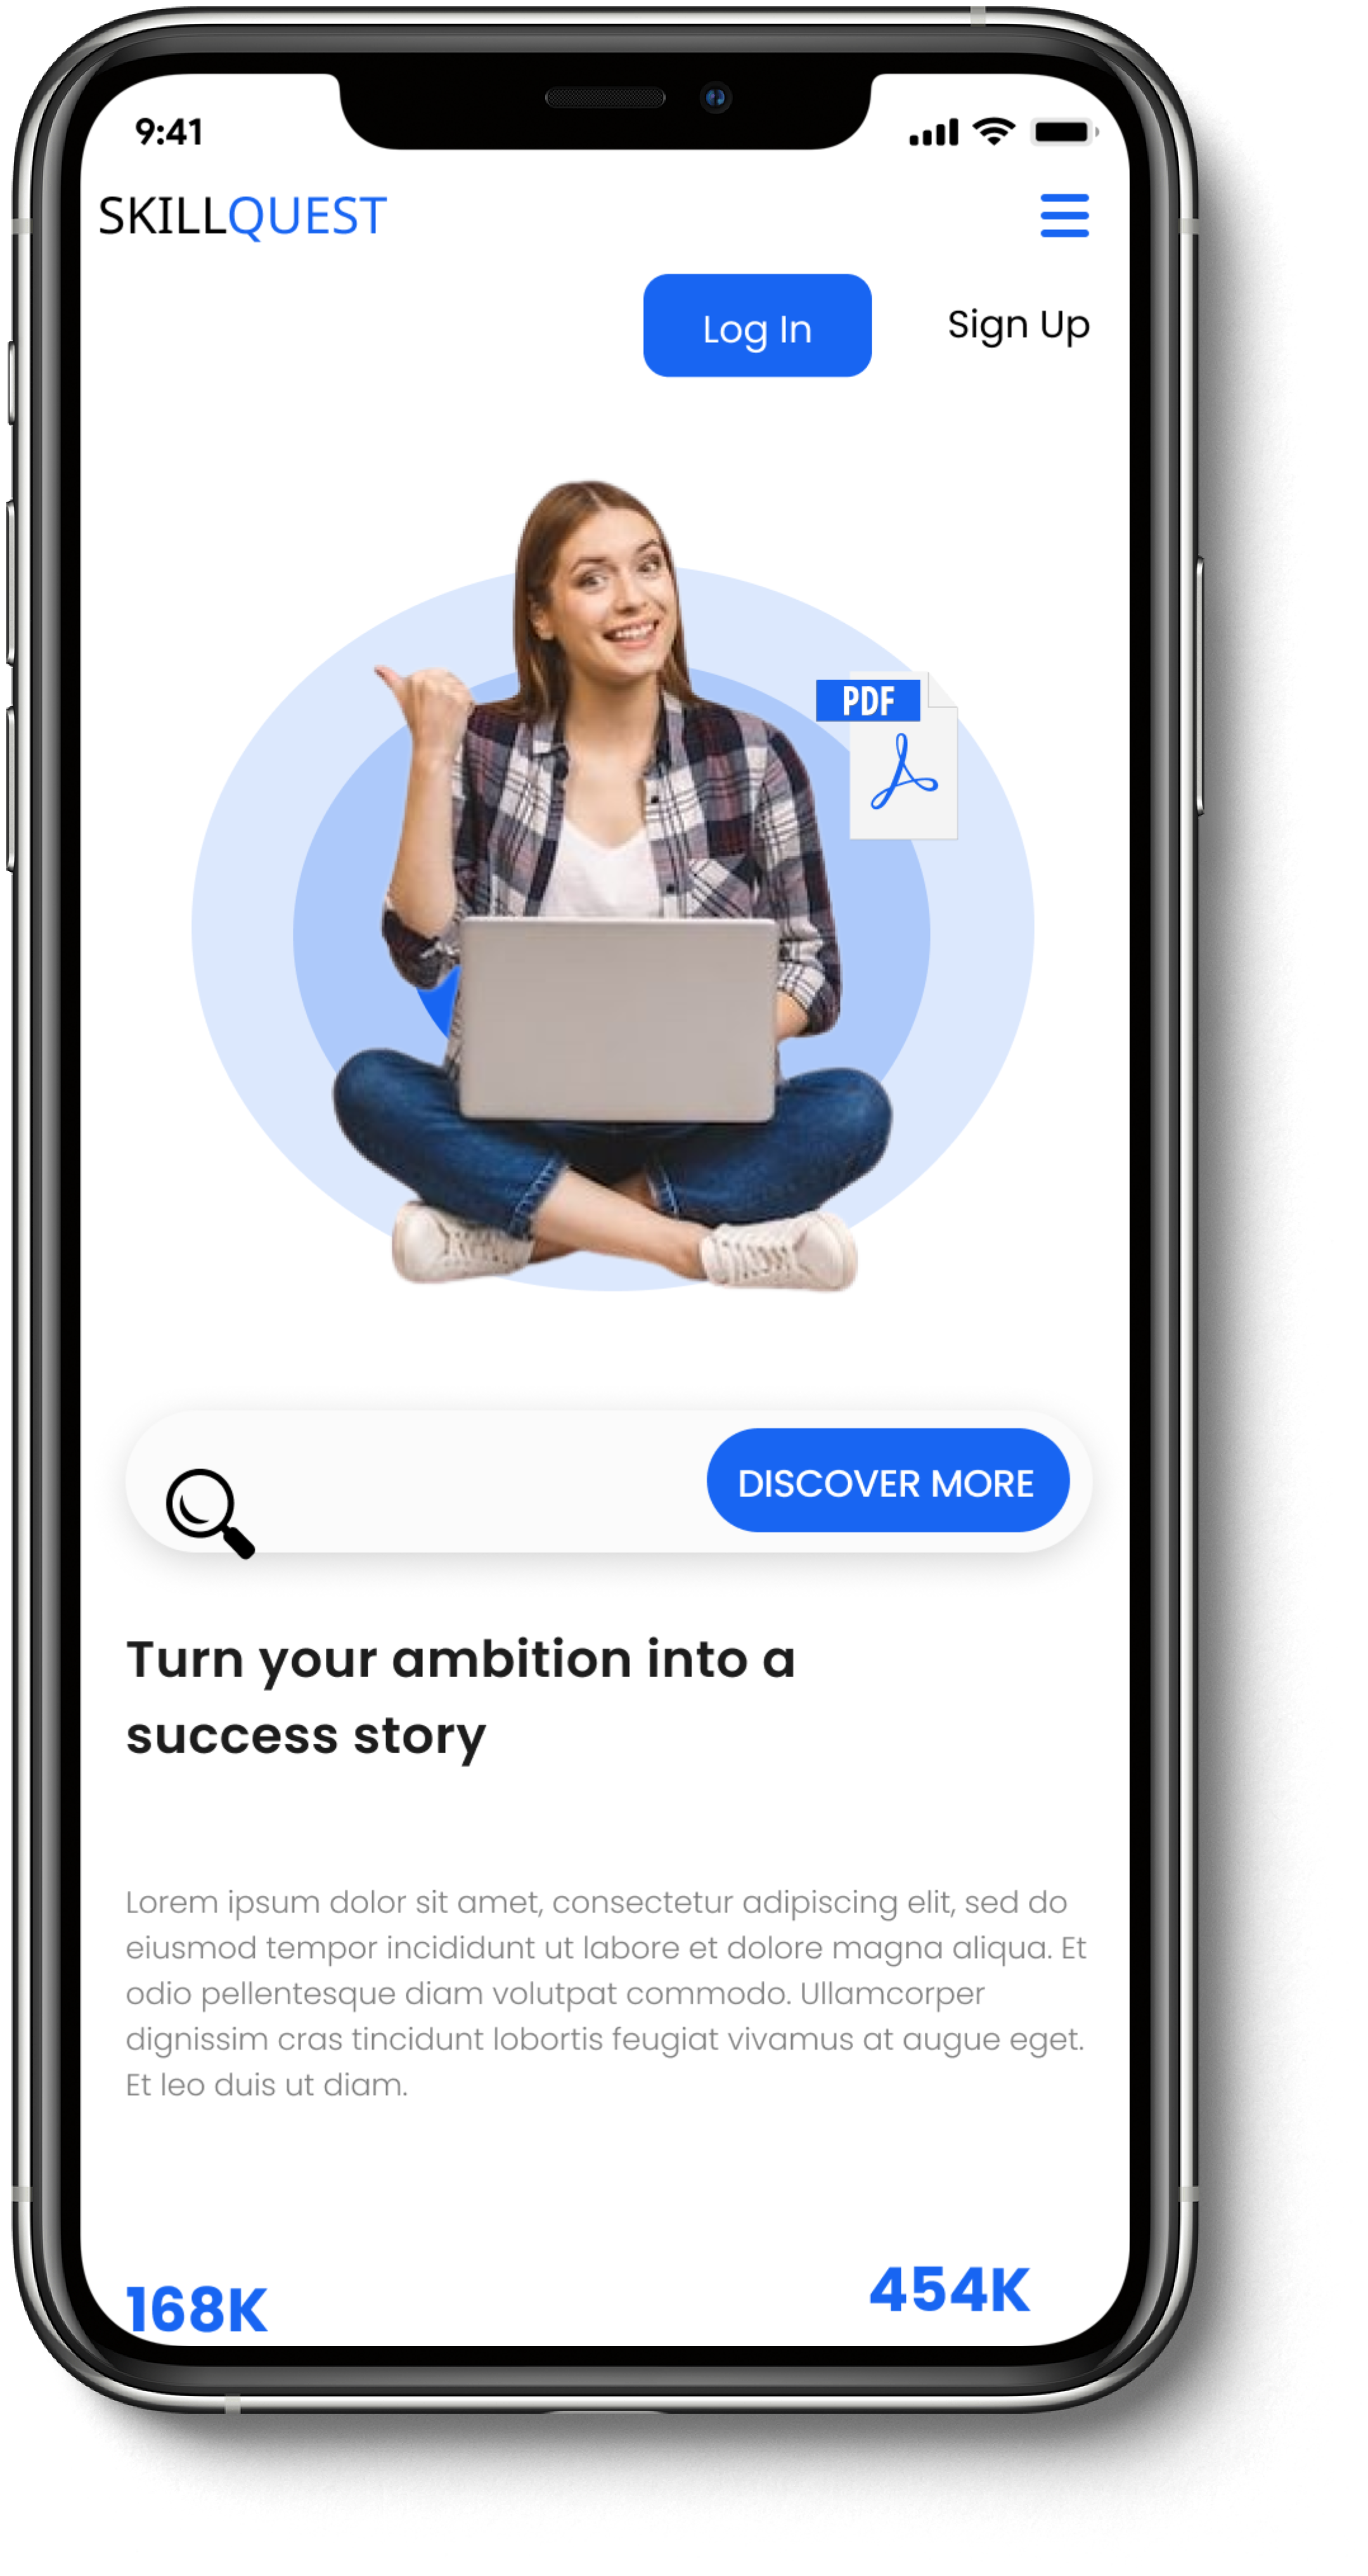 9:41
SKILLQUEST
Log In
Sign Up
PDF
DISCOVER MORE
Turn your ambition into a
success story
Lorem ipsum dolor sit amet, consectetur adipiscing elit, sed do
eiusmod tempor incididunt ut labore et dolore magna aliqua. Et
odio pellentesque diam volutpat commodo. Ullamcorper
dignissim cras tincidunt lobortis feugiat vivamus at augue eget.
Et leo duis ut diam.
168K
454K